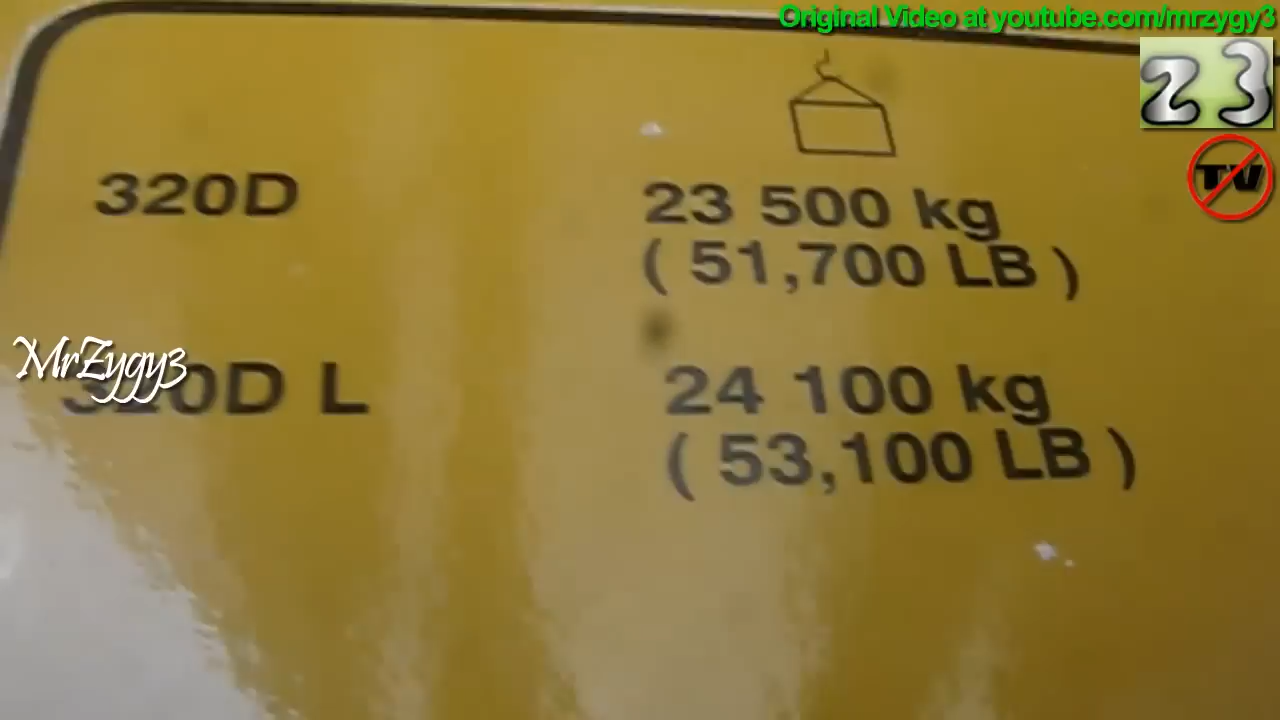 Original Video at youtube.com/mrzygy3
23
TV
320D
23 500 kg
( 51,700 LB )
MrZygy3
320D L
24 100 kg
( 53,100 LB )